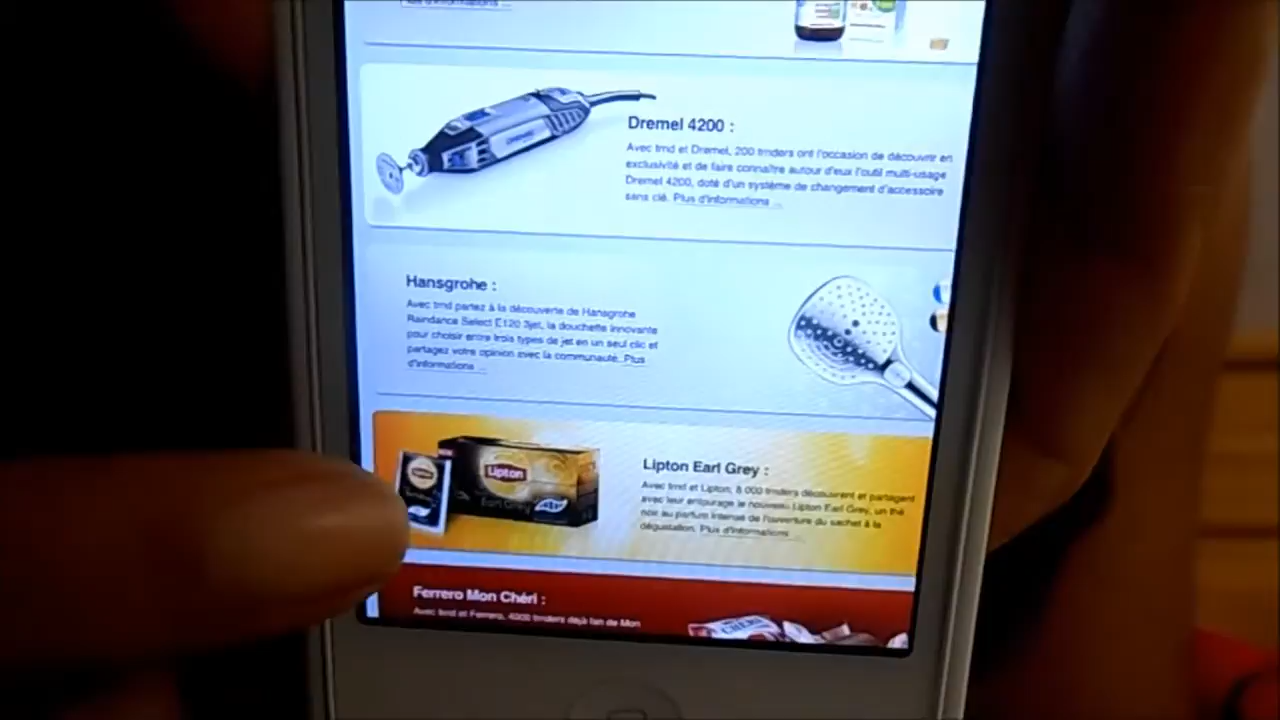 Plus d'informations ...
Dremel 4200 :
Avec trnd et Dremel, 200 trnders ont l'occasion de découvrir en
exclusivité et de faire connaître autour d'eux l'outil multi-usage
Dremel 4200, doté d'un système de changement d'accessoire
sans clé. Plus d'informations ...
Hansgrohe :
Avec trnd partez à la découverte de Hansgrohe
Raindance Select E120 3jet, la douchette innovante
pour choisir entre trois types de jet en un seul clic et
partagez votre opinion avec la communauté. Plus
d'informations ...
Lipton
Earl Grey
Lipton Earl Grey :
Avec trnd et Lipton, 8 000 trnders découvrent et partagent
avec leur entourage le nouveau Lipton Earl Grey, un thé
noir au parfum intense de l'ouverture du sachet à la
dégustation. Plus d'informations ...
Ferrero Mon Chéri :
Avec trnd et Ferrero, 4000 trnders déjà fan de Mon
CHERI